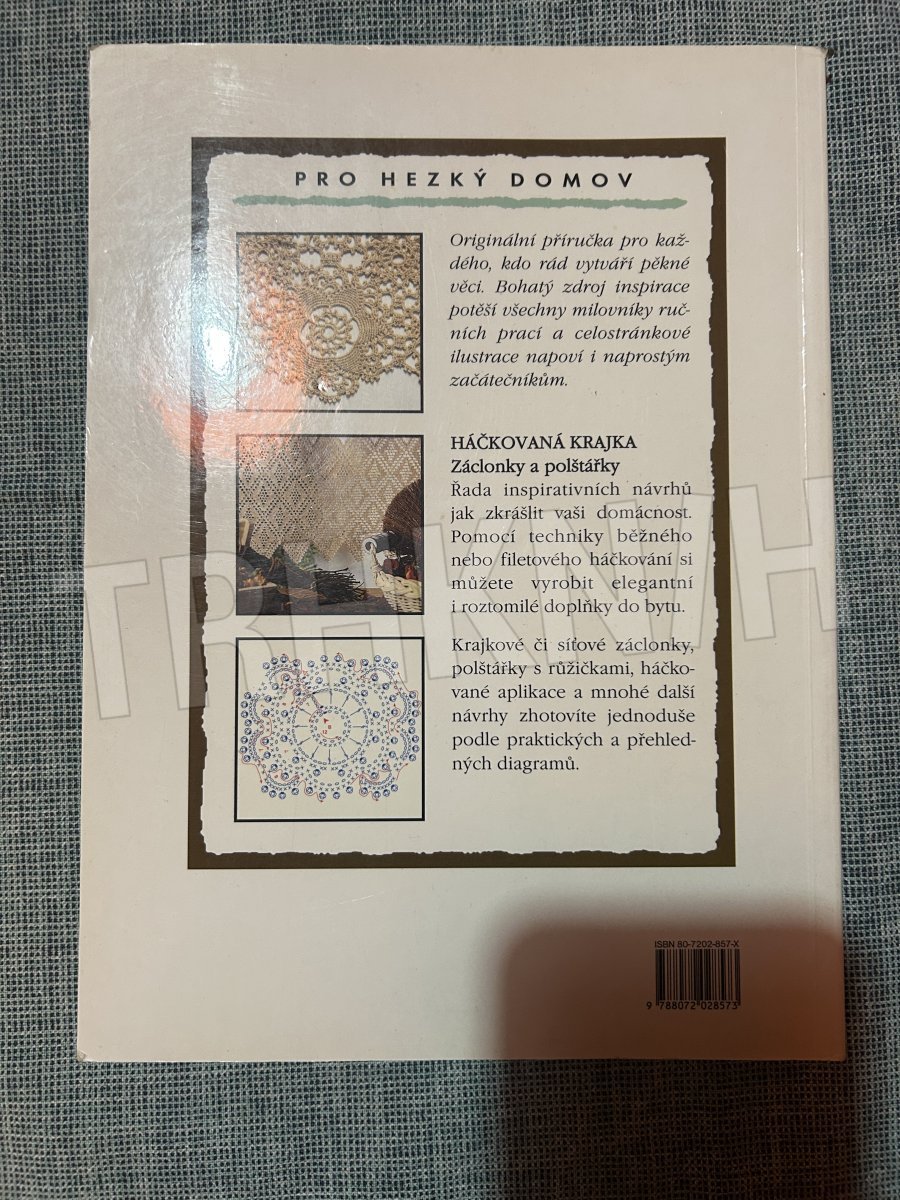 PRO HEZKÝ DOMOV
Originální příručka pro kaž-
dého, kdo rád vytváří pěkné
věci. Bohatý zdroj inspirace
potěší všechny milovníky ruč-
ních prací a celostránkové
ilustrace napoví i naprostým
začátečníkům.
HÁČKOVANÁ KRAJKA
Záclonky a polštářky
Řada inspirativních návrhů
jak zkrášlit vaši domácnost.
Pomocí techniky běžného
nebo filetového háčkování si
můžete vyrobit elegantní
i roztomilé doplňky do bytu.
Krajkové či síťové záclonky,
polštářky s růžičkami, háčko-
vané aplikace a mnohé další
návrhy zhotovíte jednoduše
podle praktických a přehled-
ných diagramů.
TRHKNIH
ISBN 80-7202-857-X
9 788072 028573